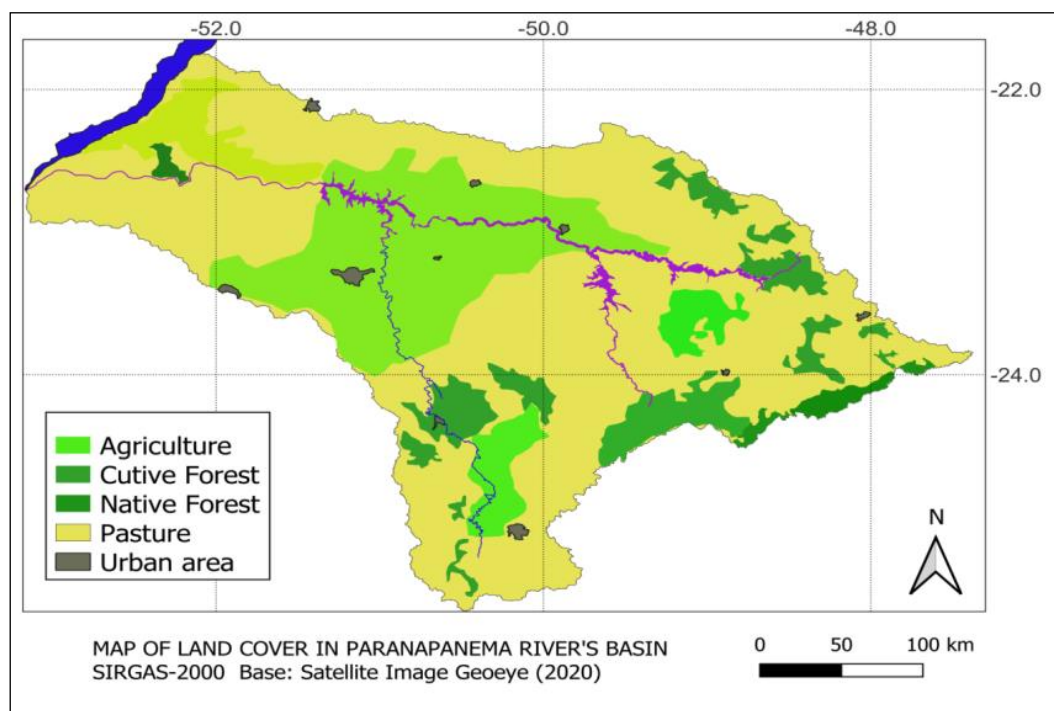 -52.0 -50.0 -48.0
-22.0
-24.0
Agriculture
Cutive Forest
Native Forest
Pasture
Urban area
N
MAP OF LAND COVER IN PARANAPANEMA RIVER'S BASIN
SIRGAS-2000 Base: Satellite Image Geoeye (2020)
0 50 100 km